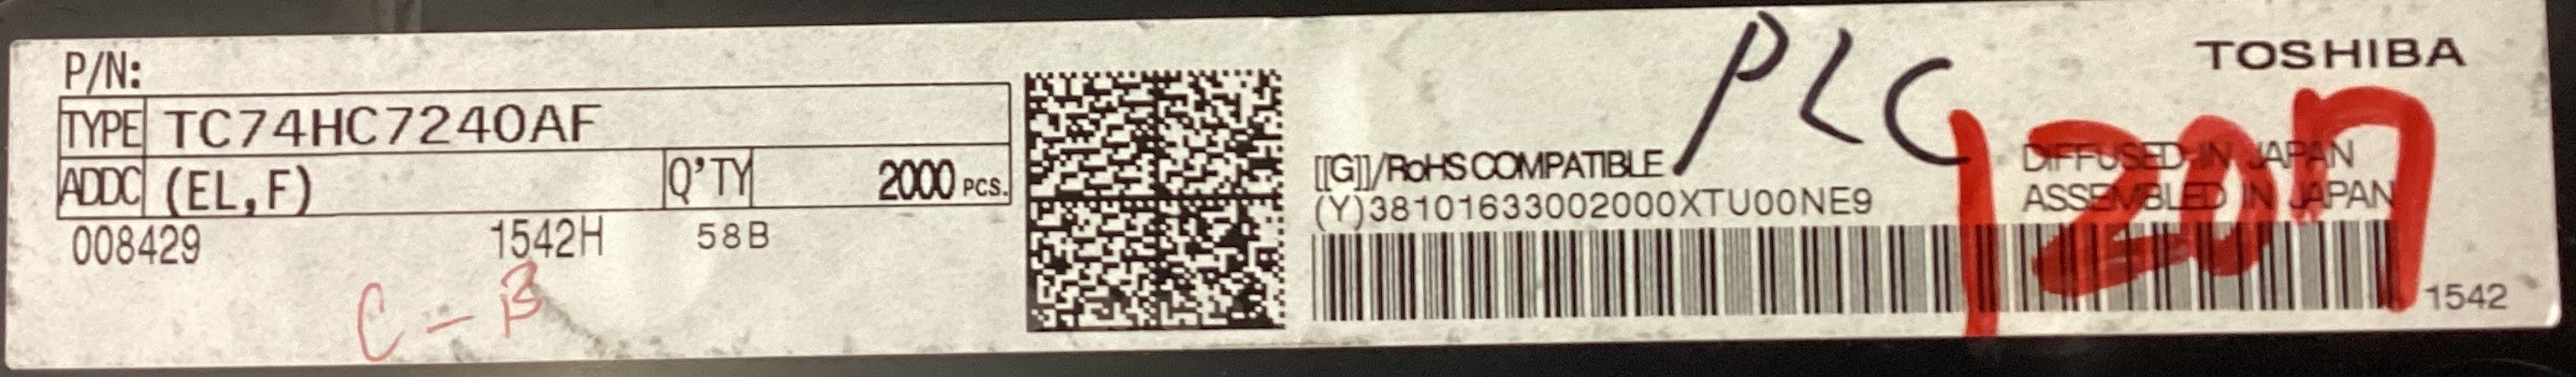 P/N:
TYPE TC74HC7240AF
ADDC (EL,F) Q'TY 2000 PCS.
008429 1542H 58B
C-B
PLC
TOSHIBA
[[G]]/RoHS COMPATIBLE
(Y)38101633002000XTU00NE9
DIFFUSED IN JAPAN
ASSEMBLED IN JAPAN
1207
1542